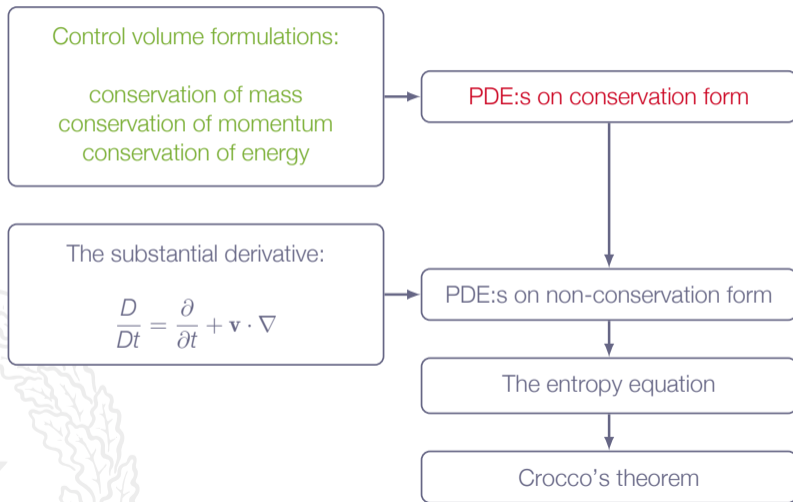 Control volume formulations:
conservation of mass
conservation of momentum
conservation of energy
PDE:s on conservation form
The substantial derivative:
D/Dt = ∂/∂t + v · ∇
PDE:s on non-conservation form
The entropy equation
Crocco's theorem